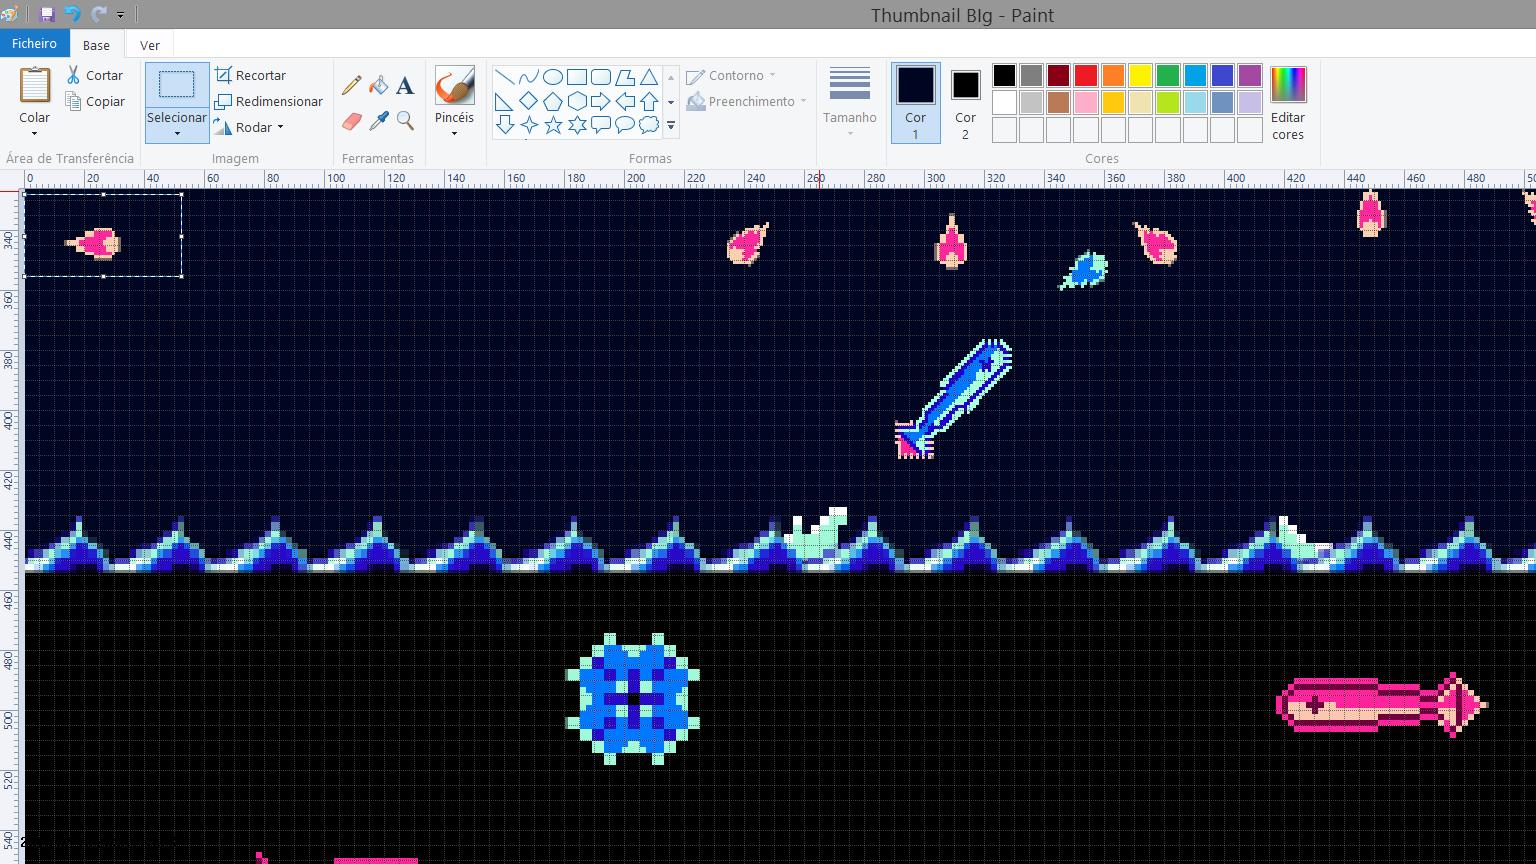 Thumbnail BIg - Paint
Ficheiro Base Ver
Colar
Cortar
Copiar
Área de Transferência
Selecionar
Recortar
Redimensionar
Rodar
Imagem
A
Ferramentas
Pincéis
Contorno
Preenchimento
Formas
Tamanho
Cor 1
Cor 2
Editar cores
Cores
0 20 40 60 80 100 120 140 160 180 200 220 240 260 280 300 320 340 360 380 400 420 440 460 480 50
340
360
380
400
420
440
460
480
500
520
540
2